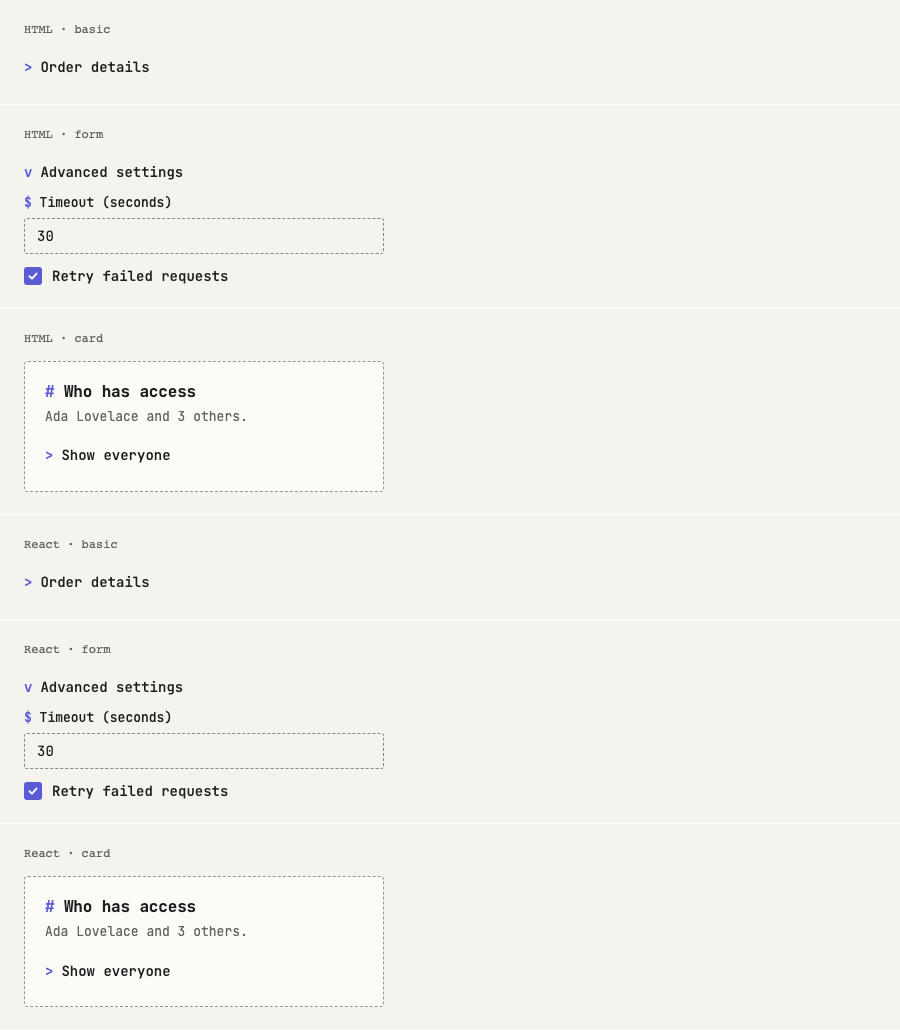 HTML · basic
> Order details
HTML · form
v Advanced settings
$ Timeout (seconds)
30
Retry failed requests
HTML · card
# Who has access
Ada Lovelace and 3 others.
> Show everyone
React · basic
> Order details
React · form
v Advanced settings
$ Timeout (seconds)
30
Retry failed requests
React · card
# Who has access
Ada Lovelace and 3 others.
> Show everyone